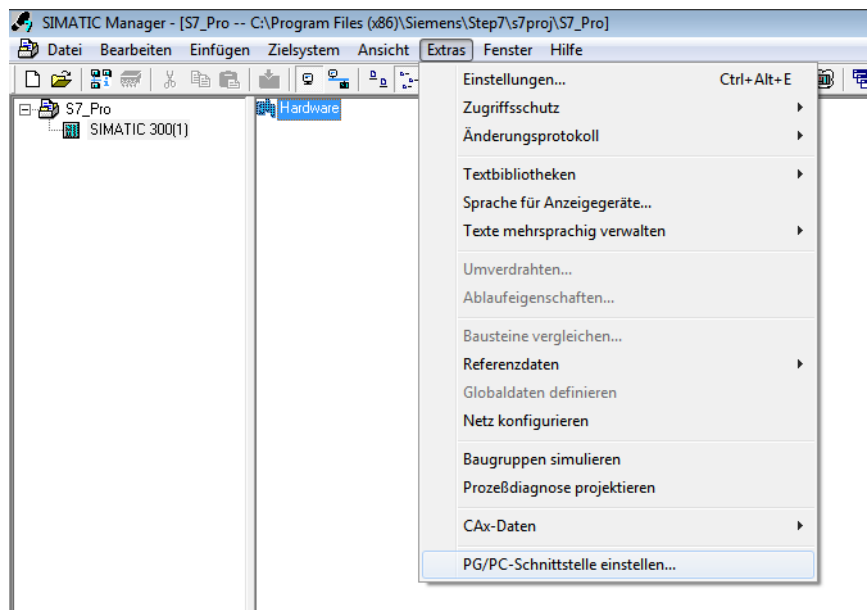 SIMATIC Manager - [S7_Pro -- C:\Program Files (x86)\Siemens\Step7\s7proj\S7_Pro]
Datei Bearbeiten Einfügen Zielsystem Ansicht Extras Fenster Hilfe
S7_Pro
SIMATIC 300(1)
Hardware
Einstellungen... Ctrl+Alt+E
Zugriffsschutz
Änderungsprotokoll
Textbibliotheken
Sprache für Anzeigegeräte...
Texte mehrsprachig verwalten
Umverdrahten...
Ablaufeigenschaften...
Bausteine vergleichen...
Referenzdaten
Globaldaten definieren
Netz konfigurieren
Baugruppen simulieren
Prozeßdiagnose projektieren
CAx-Daten
PG/PC-Schnittstelle einstellen...